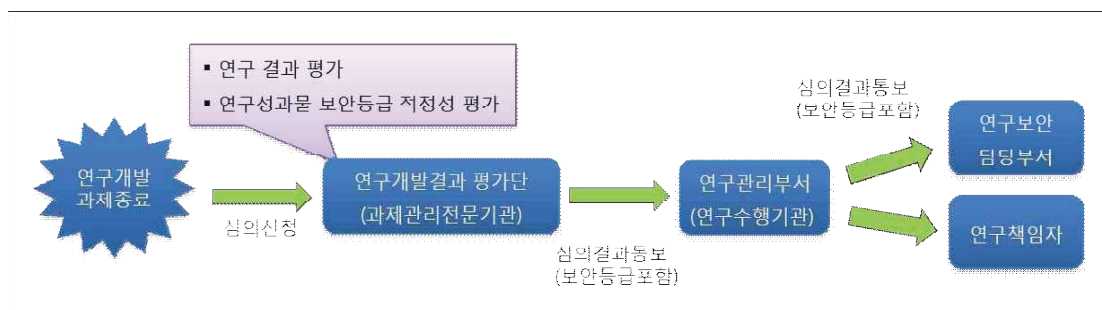 ▪ 연구 결과 평가
▪ 연구성과물 보안등급 적정성 평가
연구개발
과제종료
심의신청
연구개발결과 평가단
(과제관리전문기관)
심의결과통보
(보안등급포함)
연구관리부서
(연구수행기관)
심의결과통보
(보안등급포함)
연구보안
담당부서
연구책임자